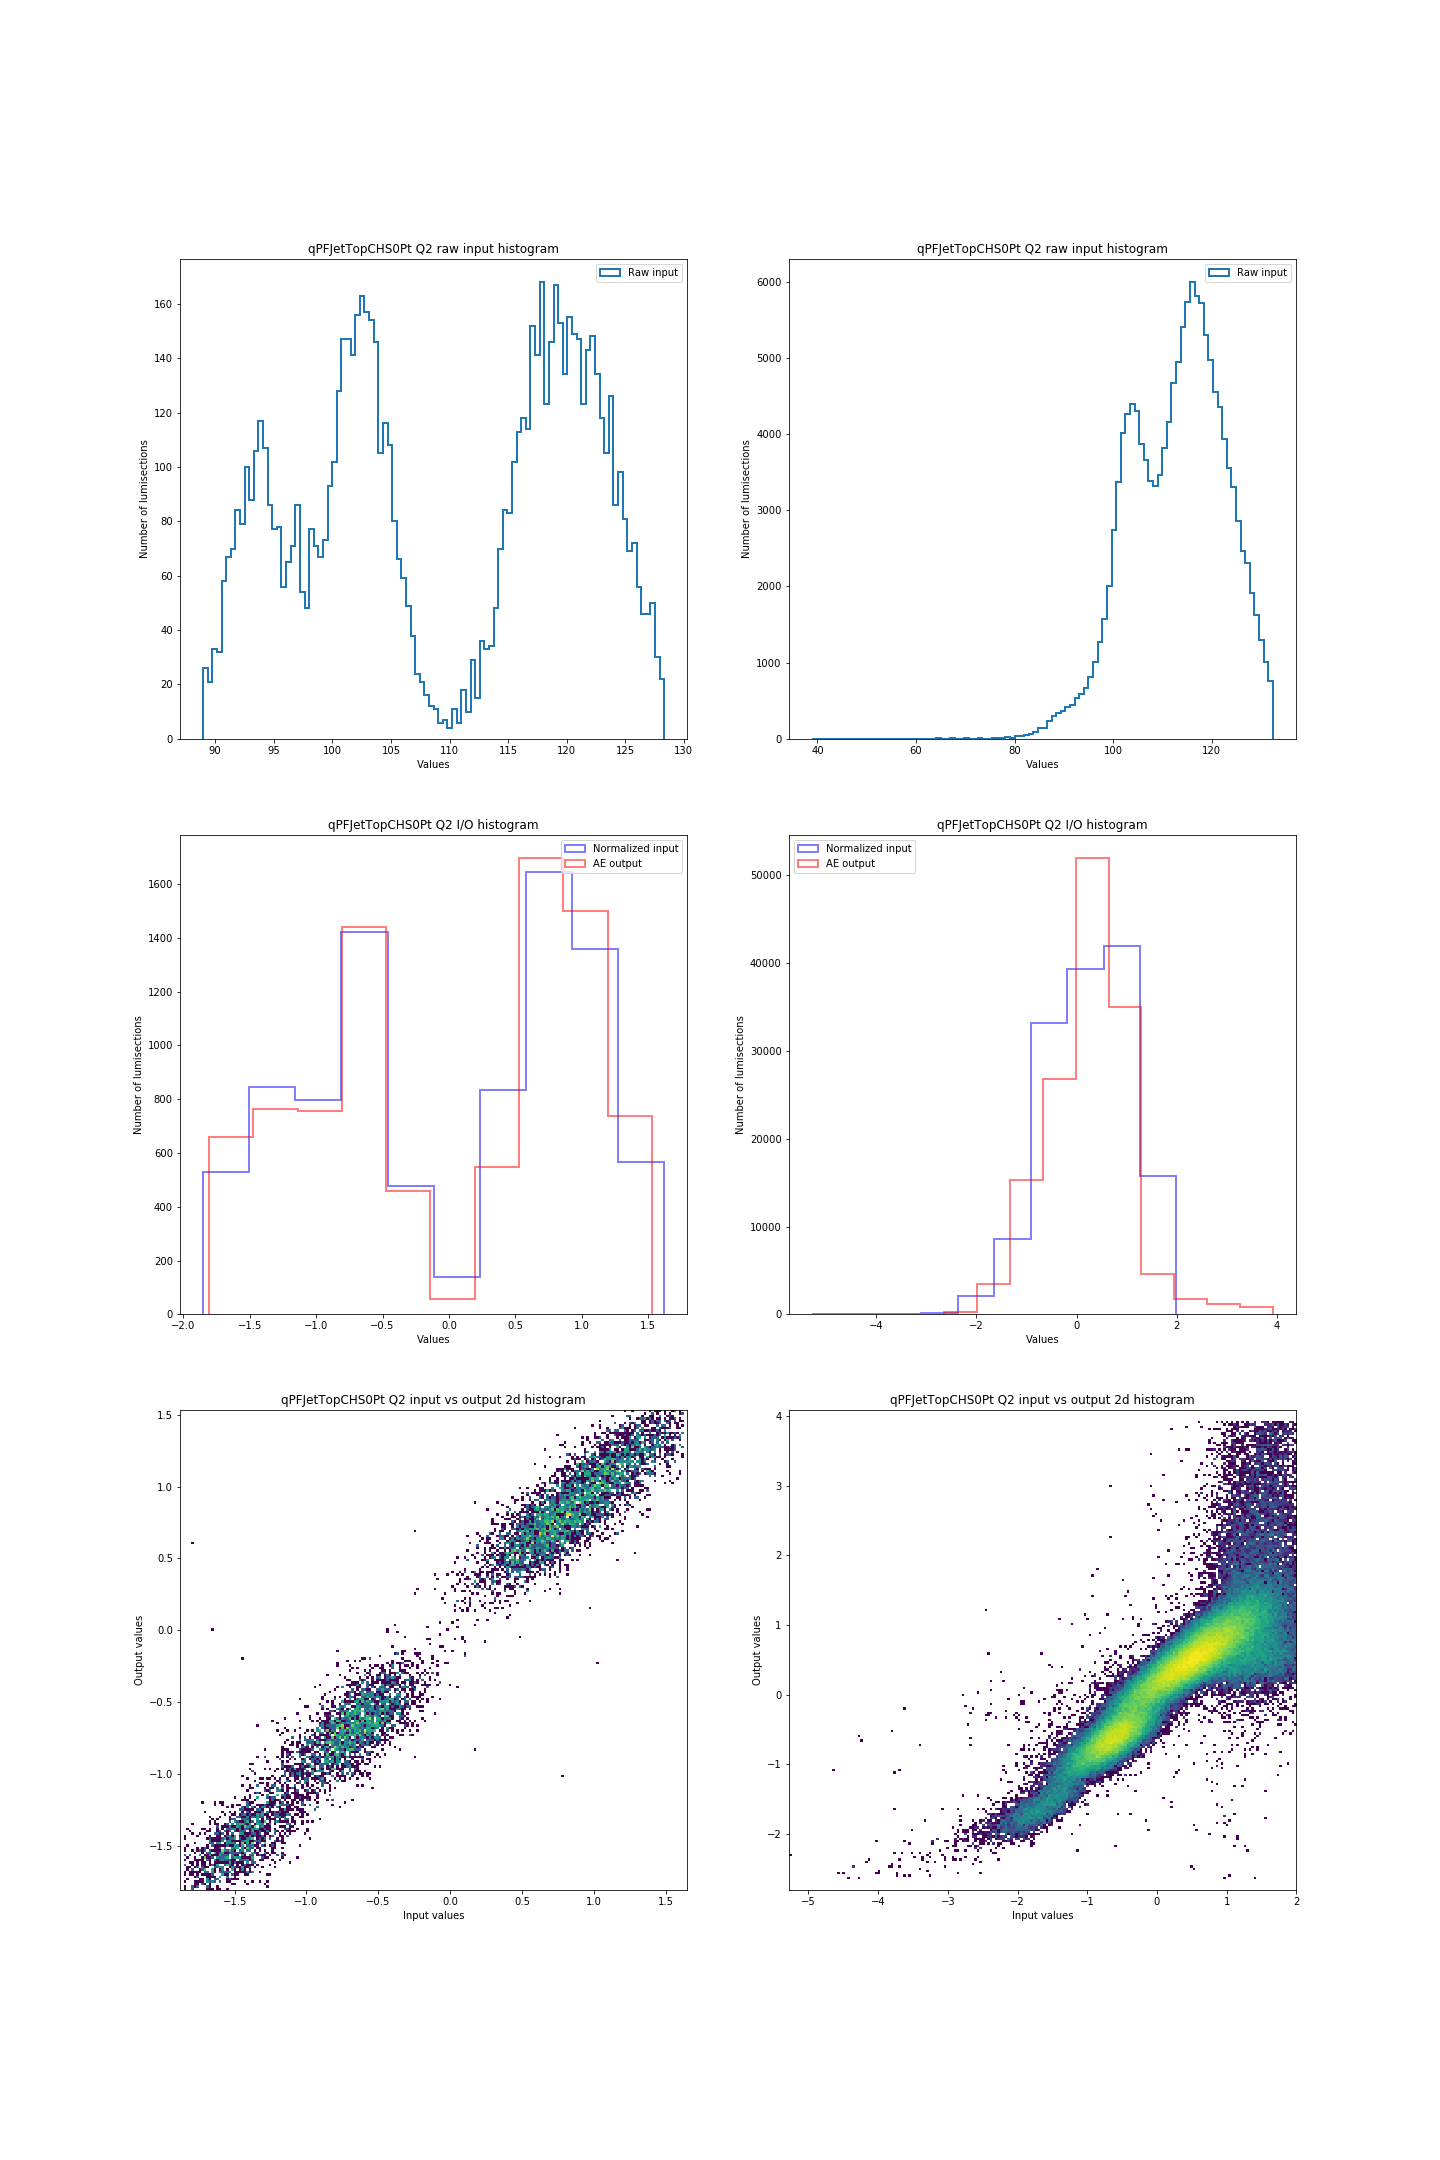 qPFJetTopCHS0Pt Q2 raw input histogram
Raw input
160
140
120
100
80
60
40
20
0
Number of lumisections
90 95 100 105 110 115 120 125 130
Values
qPFJetTopCHS0Pt Q2 raw input histogram
Raw input
6000
5000
4000
3000
2000
1000
0
Number of lumisections
40 60 80 100 120
Values
qPFJetTopCHS0Pt Q2 I/O histogram
Normalized input
AE output
1600
1400
1200
1000
800
600
400
200
0
Number of lumisections
−2.0 −1.5 −1.0 −0.5 0.0 0.5 1.0 1.5
Values
qPFJetTopCHS0Pt Q2 I/O histogram
Normalized input
AE output
50000
40000
30000
20000
10000
0
Number of lumisections
−4 −2 0 2 4
Values
qPFJetTopCHS0Pt Q2 input vs output 2d histogram
1.5
1.0
0.5
0.0
−0.5
−1.0
−1.5
Output values
−1.5 −1.0 −0.5 0.0 0.5 1.0 1.5
Input values
qPFJetTopCHS0Pt Q2 input vs output 2d histogram
4
3
2
1
0
−1
−2
Output values
−5 −4 −3 −2 −1 0 1 2
Input values